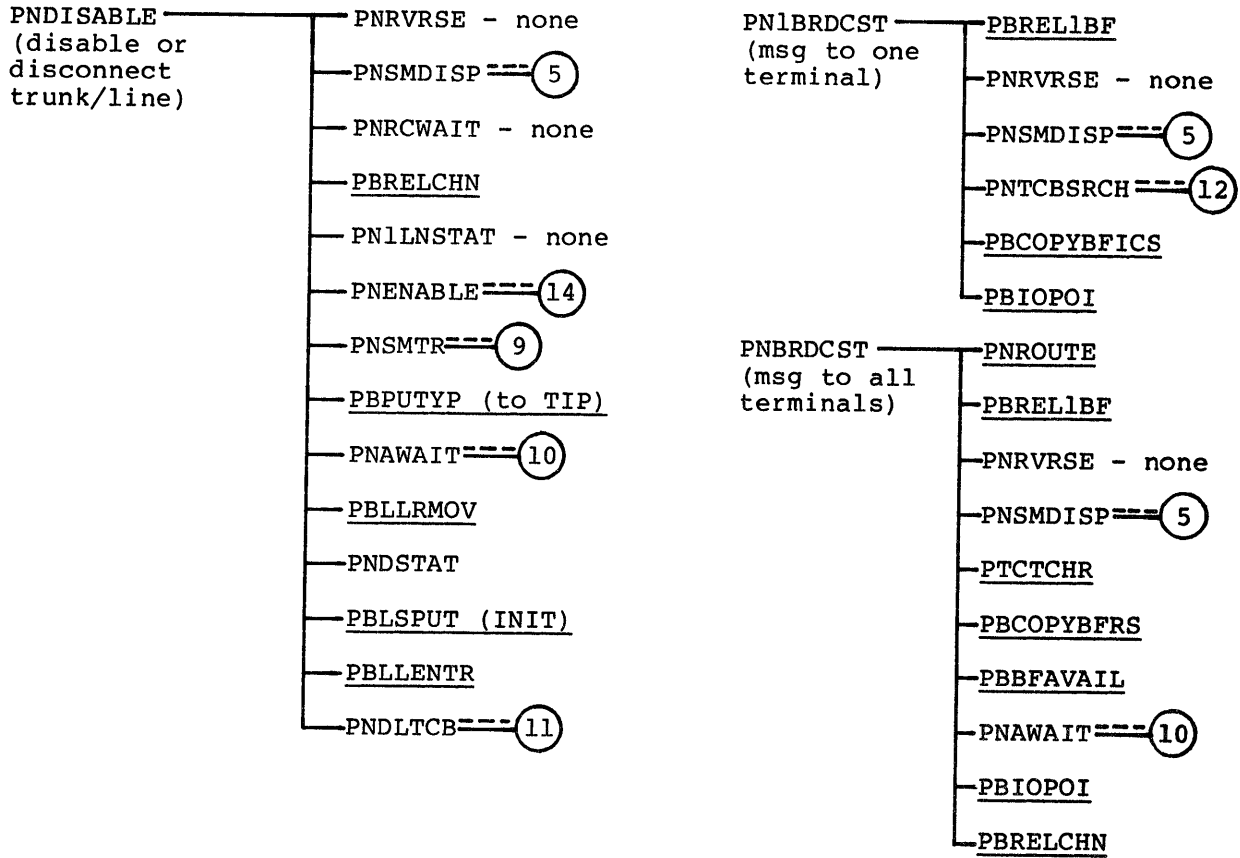 PNDISABLE
(disable or
disconnect
trunk/line)
PNRVRSE - none
PNSMDISP 5
PNRCWAIT - none
PBRELCHN
PN1LNSTAT - none
PNENABLE 14
PNSMTR 9
PBPUTYP (to TIP)
PNAWAIT 10
PBLLRMOV
PNDSTAT
PBLSPUT (INIT)
PBLLENTR
PNDLTCB 11
PN1BRDCST
(msg to one
terminal)
PBREL1BF
PNRVRSE - none
PNSMDISP 5
PNTCBSRCH 12
PBCOPYBFICS
PBIOPOI
PNBRDCST
(msg to all
terminals)
PNROUTE
PBREL1BF
PNRVRSE - none
PNSMDISP 5
PTCTCHR
PBCOPYBFRS
PBBFAVAIL
PNAWAIT 10
PBIOPOI
PBRELCHN